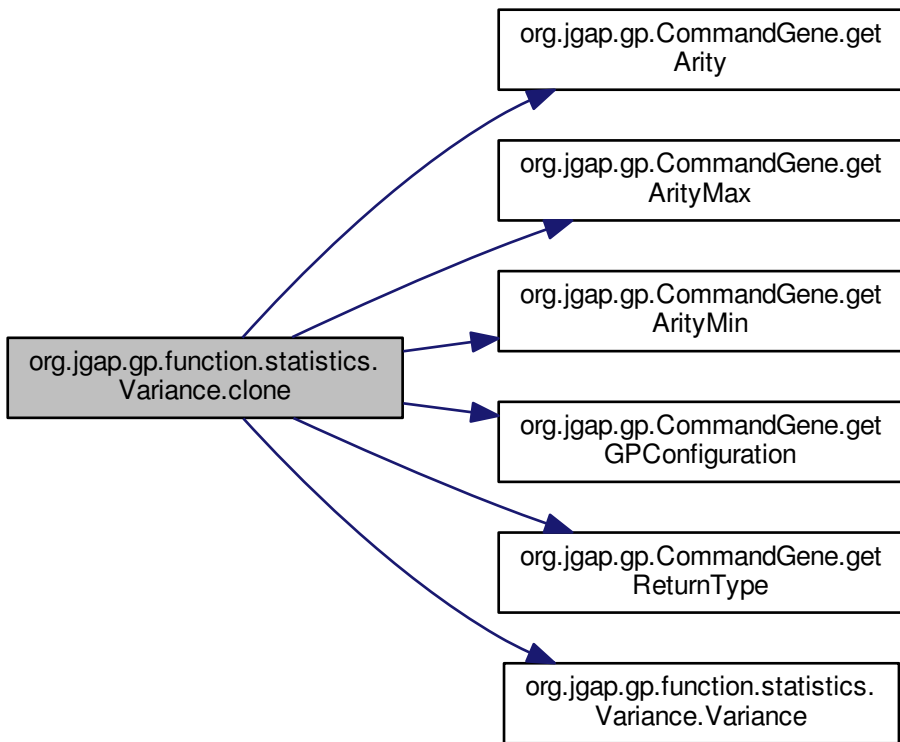 org.jgap.gp.CommandGene.get
Arity
org.jgap.gp.CommandGene.get
ArityMax
org.jgap.gp.CommandGene.get
ArityMin
org.jgap.gp.function.statistics.
Variance.clone
org.jgap.gp.CommandGene.get
GPConfiguration
org.jgap.gp.CommandGene.get
ReturnType
org.jgap.gp.function.statistics.
Variance.Variance